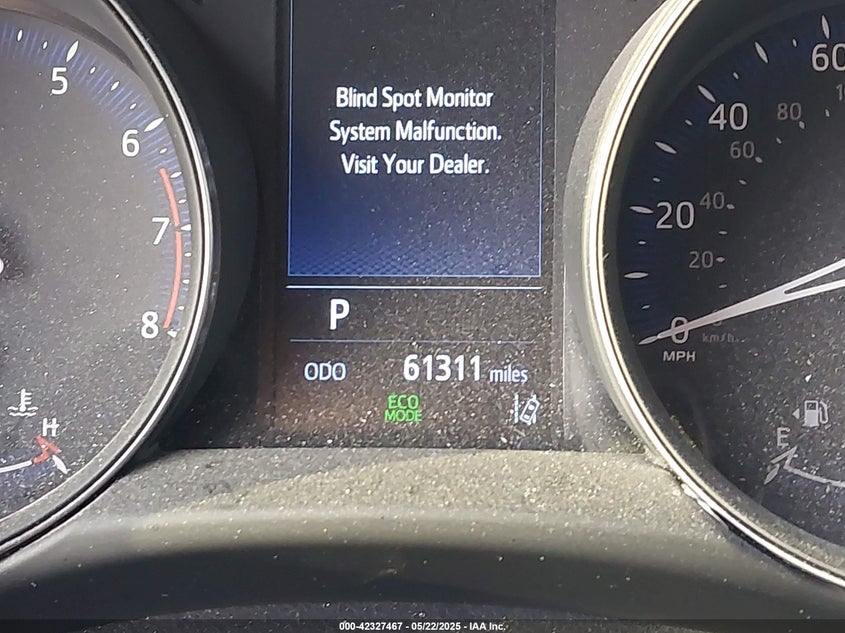 Blind Spot Monitor
System Malfunction.
Visit Your Dealer.
P
ODO 61311 miles
ECO
MODE
5
6
7
8
H
60
40
80
60
20
40
20
0
km/h
MPH
E
000-42327467 - 05/22/2025 - IAA Inc.